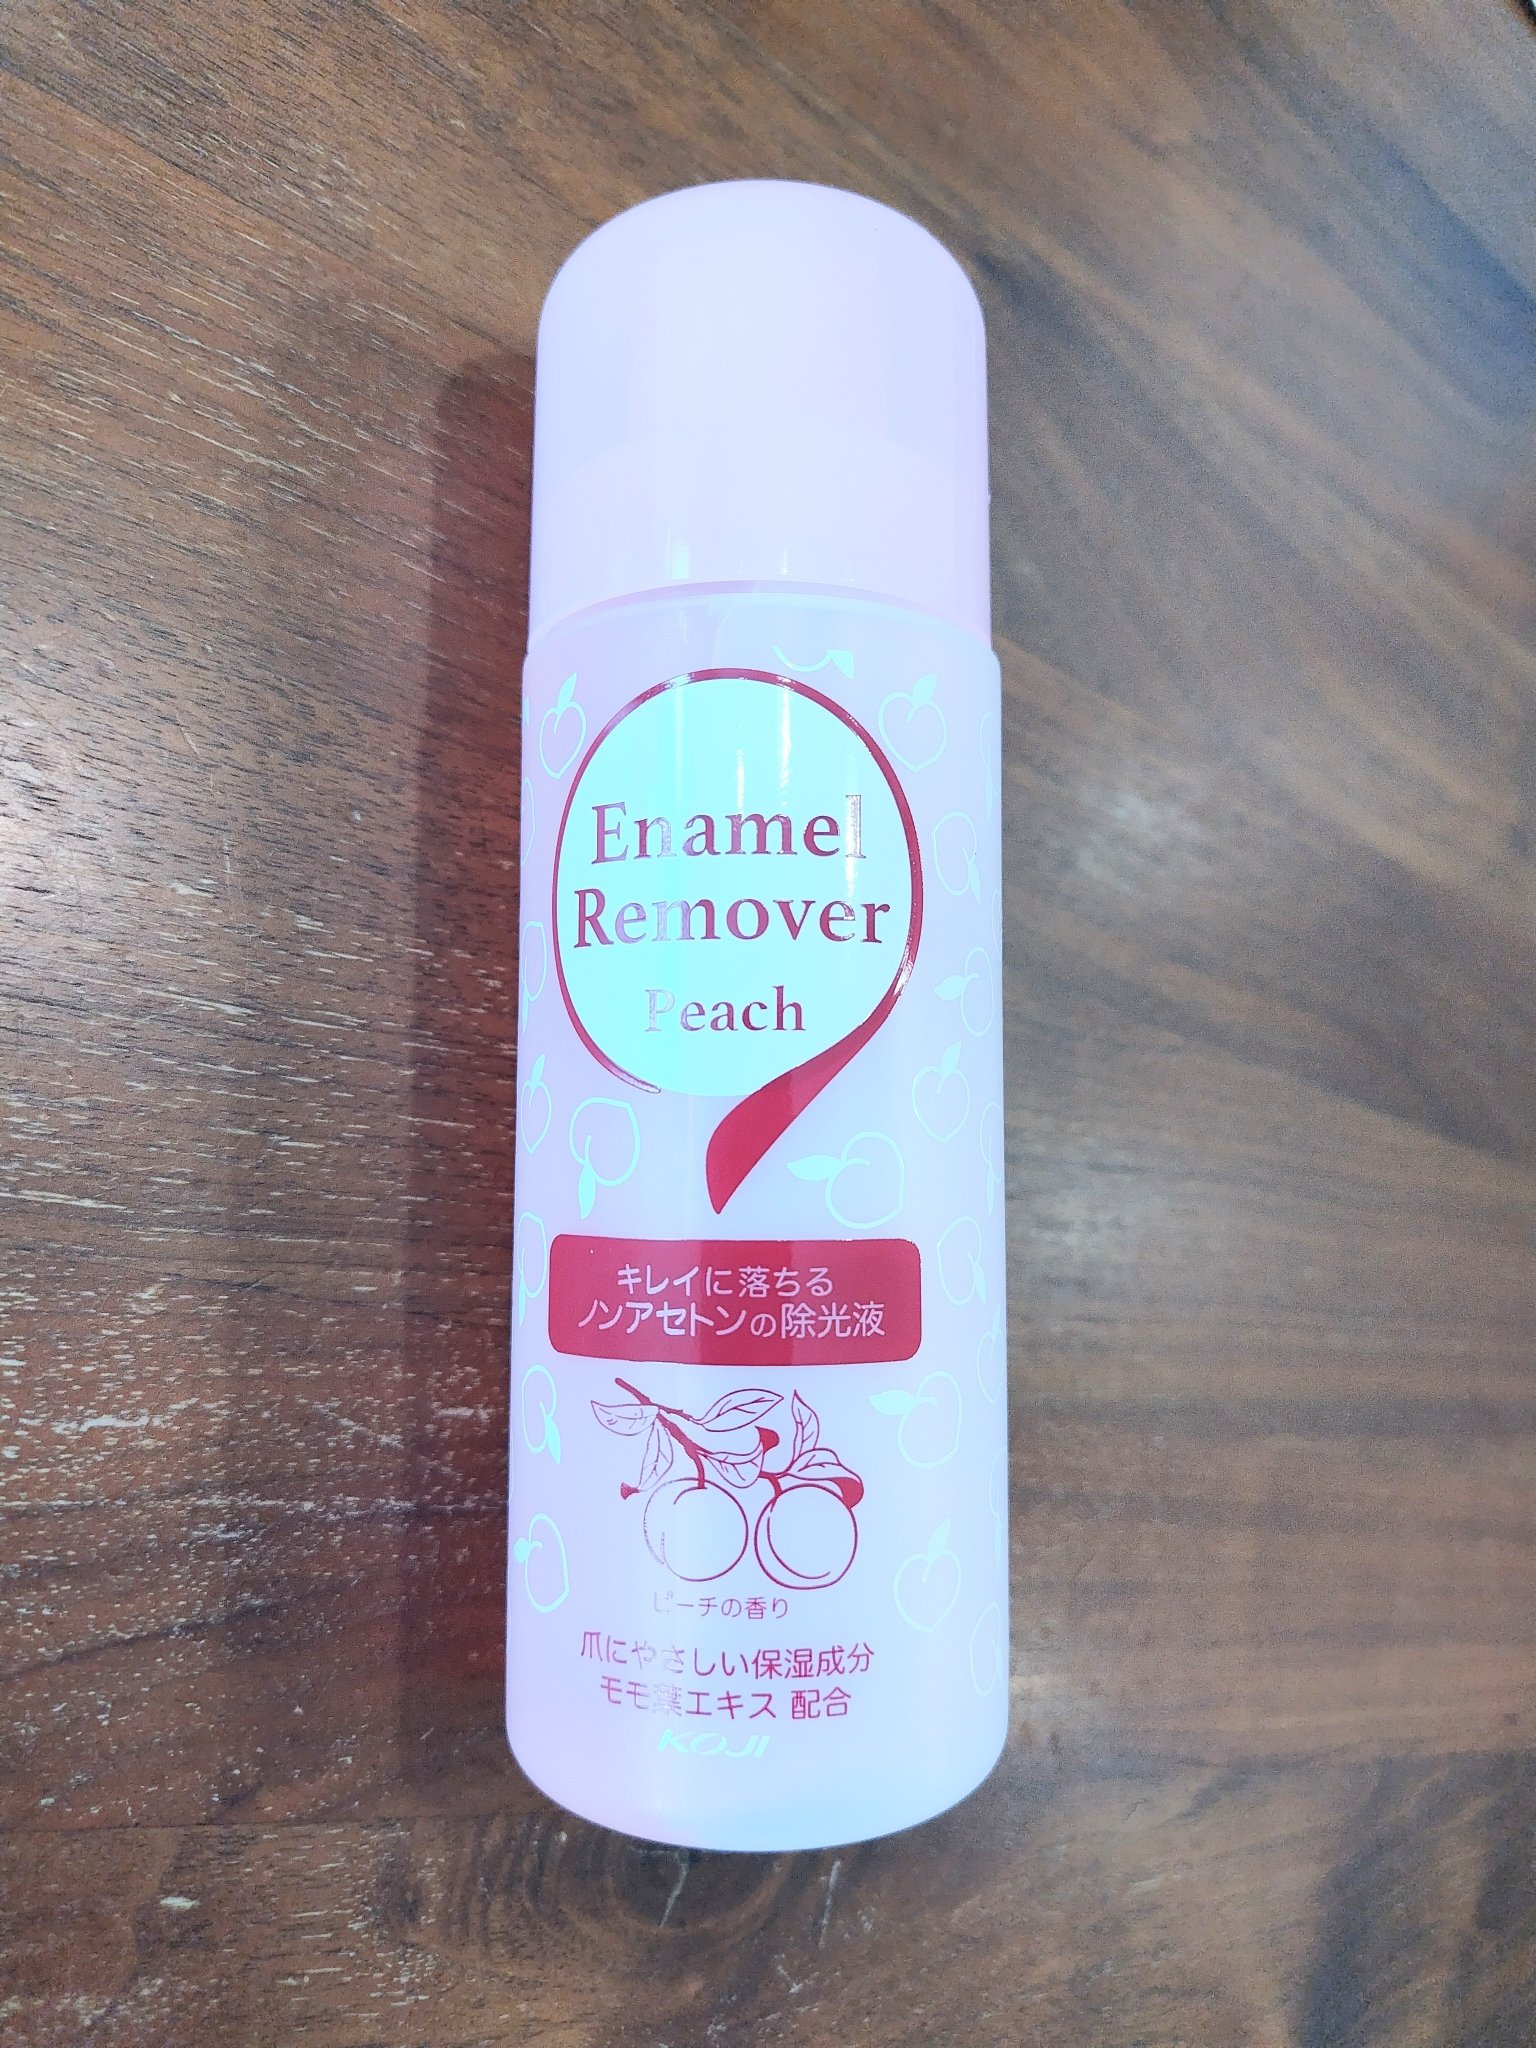 Enamel
Remover
Peach
キレイに落ちる
ノンアセトンの除光液
ピーチの香り
爪にやさしい保湿成分
モモ葉エキス 配合
KOJI